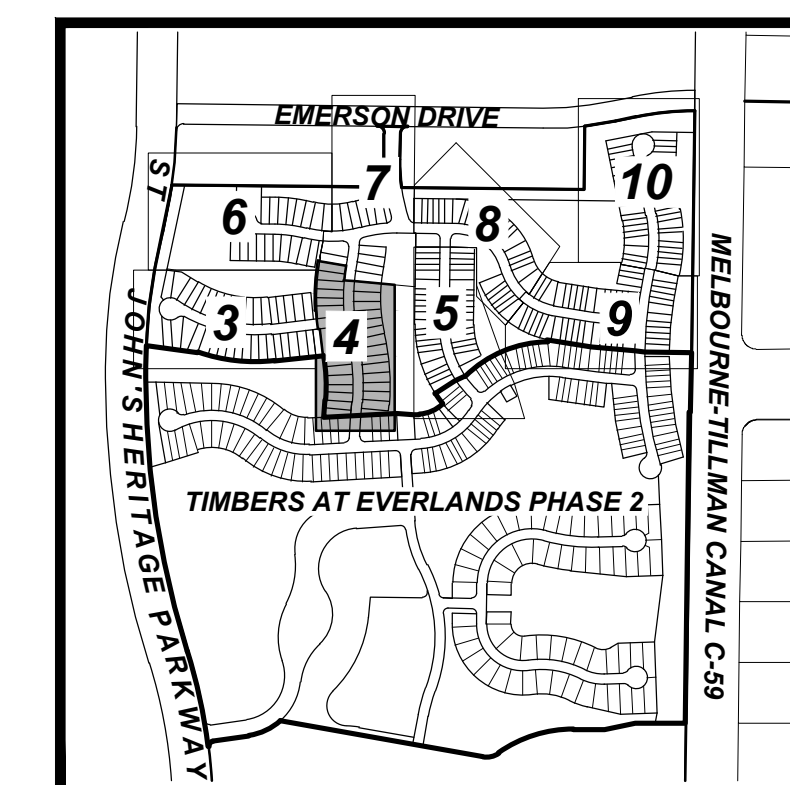 EMERSON DRIVE
ST JOHN'S HERITAGE PARKWAY
7
10
6
8
3
4
5
9
MELBOURNE-TILLMAN CANAL C-59
TIMBERS AT EVERLANDS PHASE 2